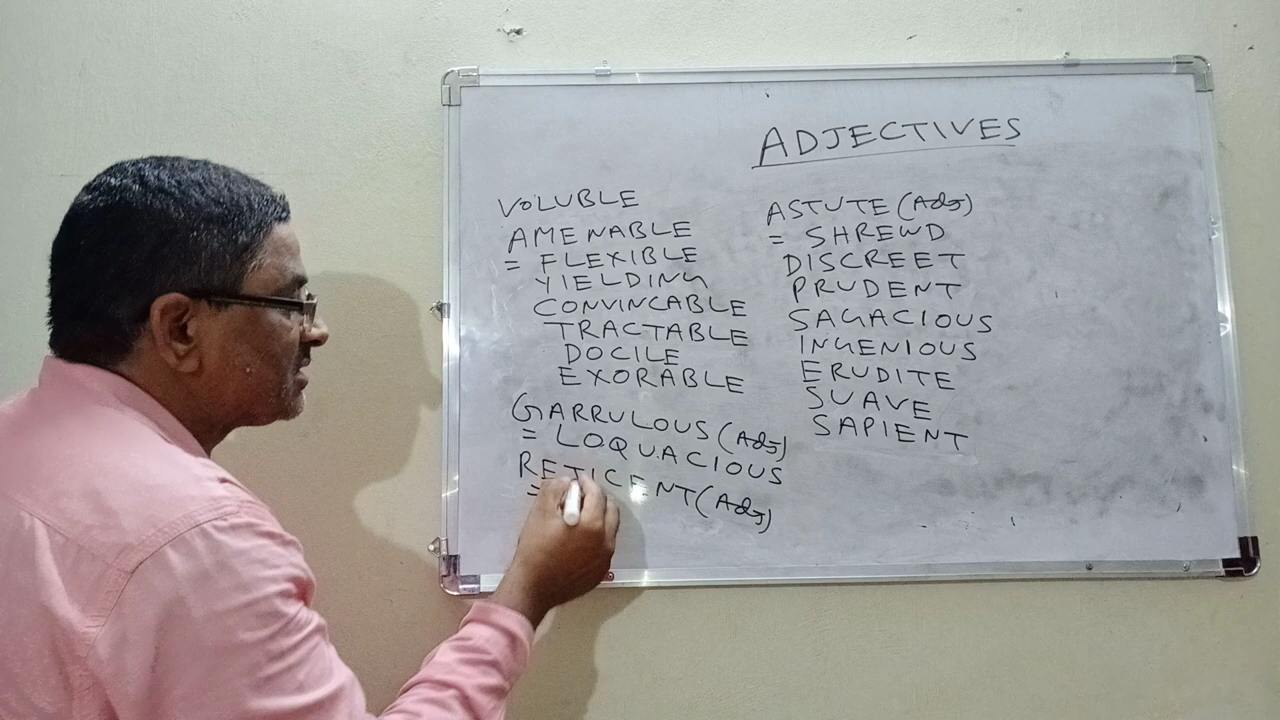 ADJECTIVES
VOLUBLE
AMENABLE
= FLEXIBLE
YIELDING
CONVINCABLE
TRACTABLE
DOCILE
EXORABLE
GARRULOUS (Adj)
= LOQUACIOUS
RETICENT (Adj)
=
ASTUTE (Adj)
= SHREWD
DISCREET
PRUDENT
SAGACIOUS
INGENIOUS
ERUDITE
SUAVE
SAPIENT